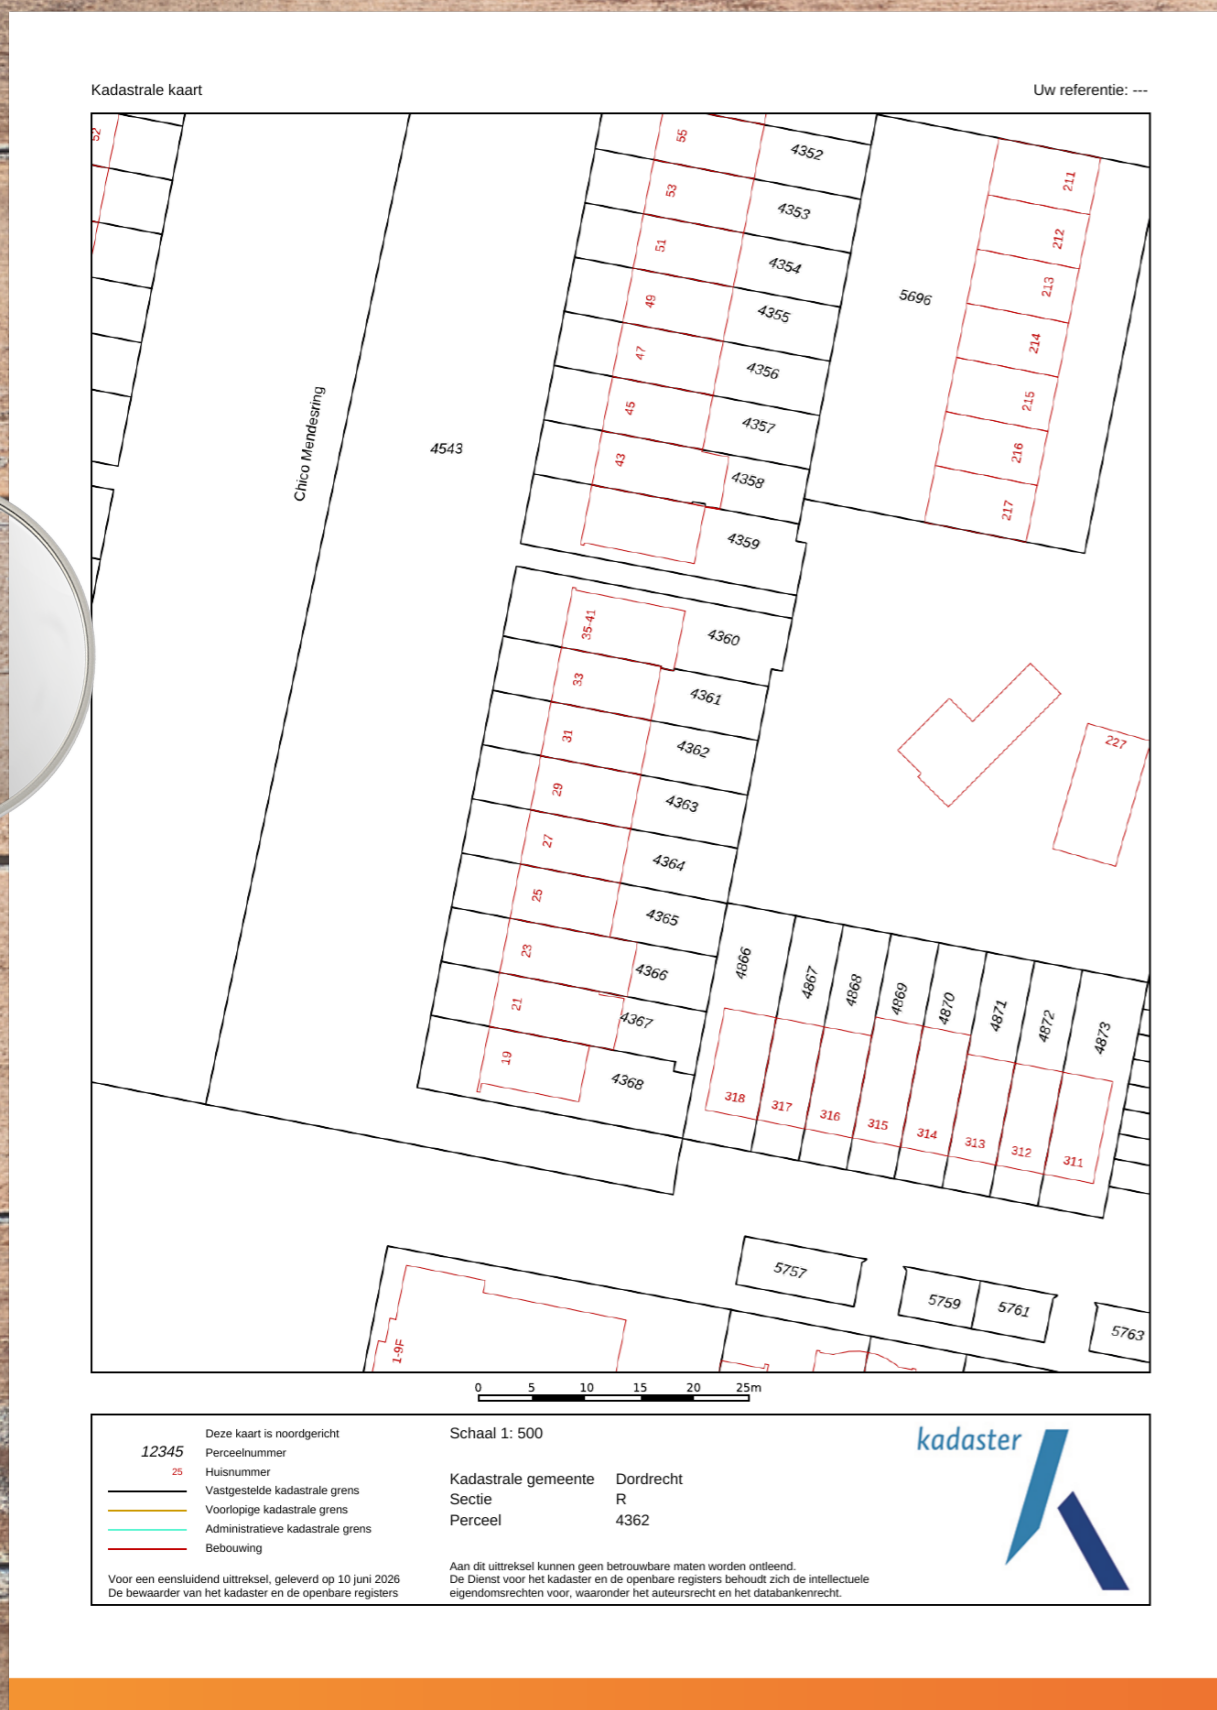 Kadastrale kaart
Uw referentie: ---
52
55
4352
53
4353
51
4354
49
4355
47
4356
45
4357
43
4358
4359
35-41
4360
33
4361
31
4362
29
4363
27
4364
25
4365
23
4366
21
4367
19
4368
Chico Mendesring
4543
5696
211
212
213
214
215
216
217
227
4866
4867
4868
4869
4870
4871
4872
4873
318
317
316
315
314
313
312
311
5757
5759
5761
5763
1-9F
0 5 10 15 20 25m
Deze kaart is noordgericht
12345 Perceelnummer
25 Huisnummer
Vastgestelde kadastrale grens
Voorlopige kadastrale grens
Administratieve kadastrale grens
Bebouwing
Voor een eensluidend uittreksel, geleverd op 10 juni 2026
De bewaarder van het kadaster en de openbare registers
Schaal 1: 500
Kadastrale gemeente Dordrecht
Sectie R
Perceel 4362
Aan dit uittreksel kunnen geen betrouwbare maten worden ontleend.
De Dienst voor het kadaster en de openbare registers behoudt zich de intellectuele
eigendomsrechten voor, waaronder het auteursrecht en het databankenrecht.
kadaster